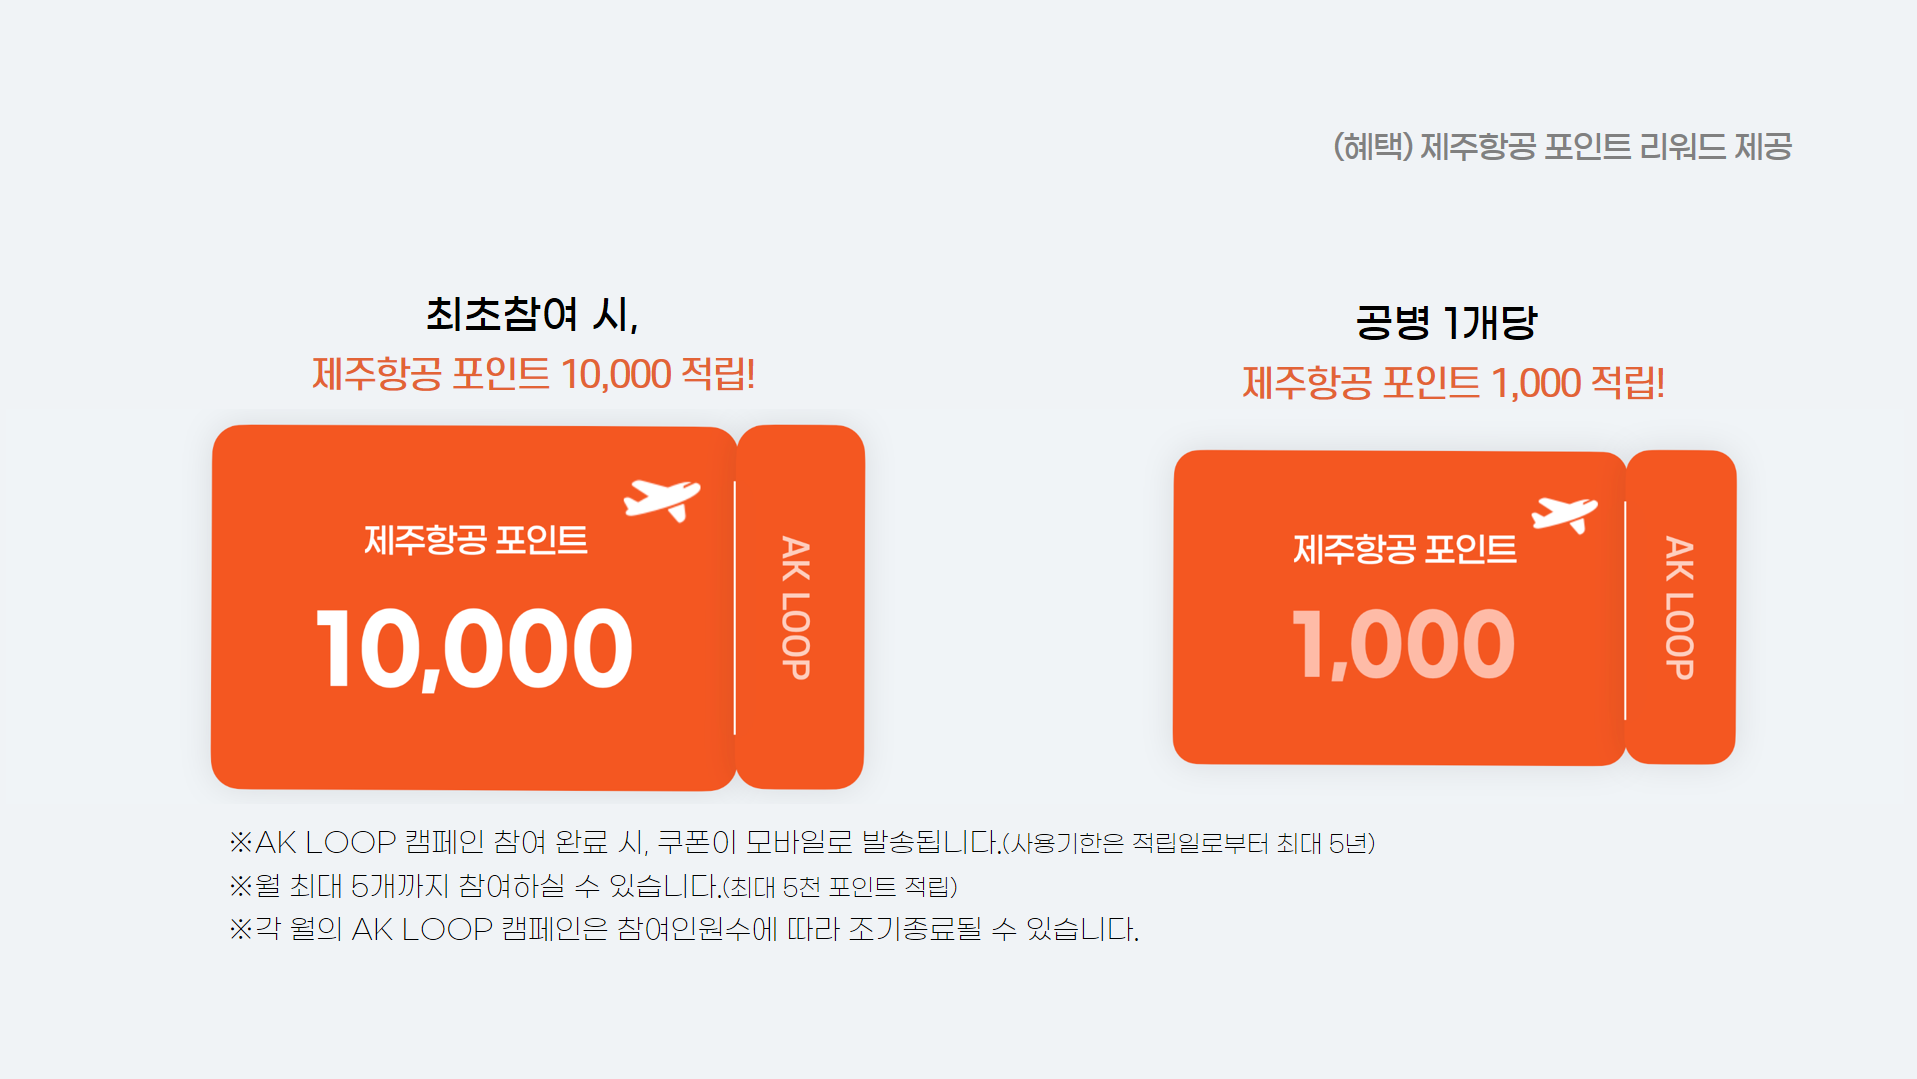 (혜택) 제주항공 포인트 리워드 제공
최초참여 시,
제주항공 포인트 10,000 적립!
제주항공 포인트
10,000
AK LOOP
공병 1개당
제주항공 포인트 1,000 적립!
제주항공 포인트
1,000
AK LOOP
※AK LOOP 캠페인 참여 완료 시, 쿠폰이 모바일로 발송됩니다.(사용기한은 적립일로부터 최대 5년)
※월 최대 5개까지 참여하실 수 있습니다.(최대 5천 포인트 적립)
※각 월의 AK LOOP 캠페인은 참여인원수에 따라 조기종료될 수 있습니다.